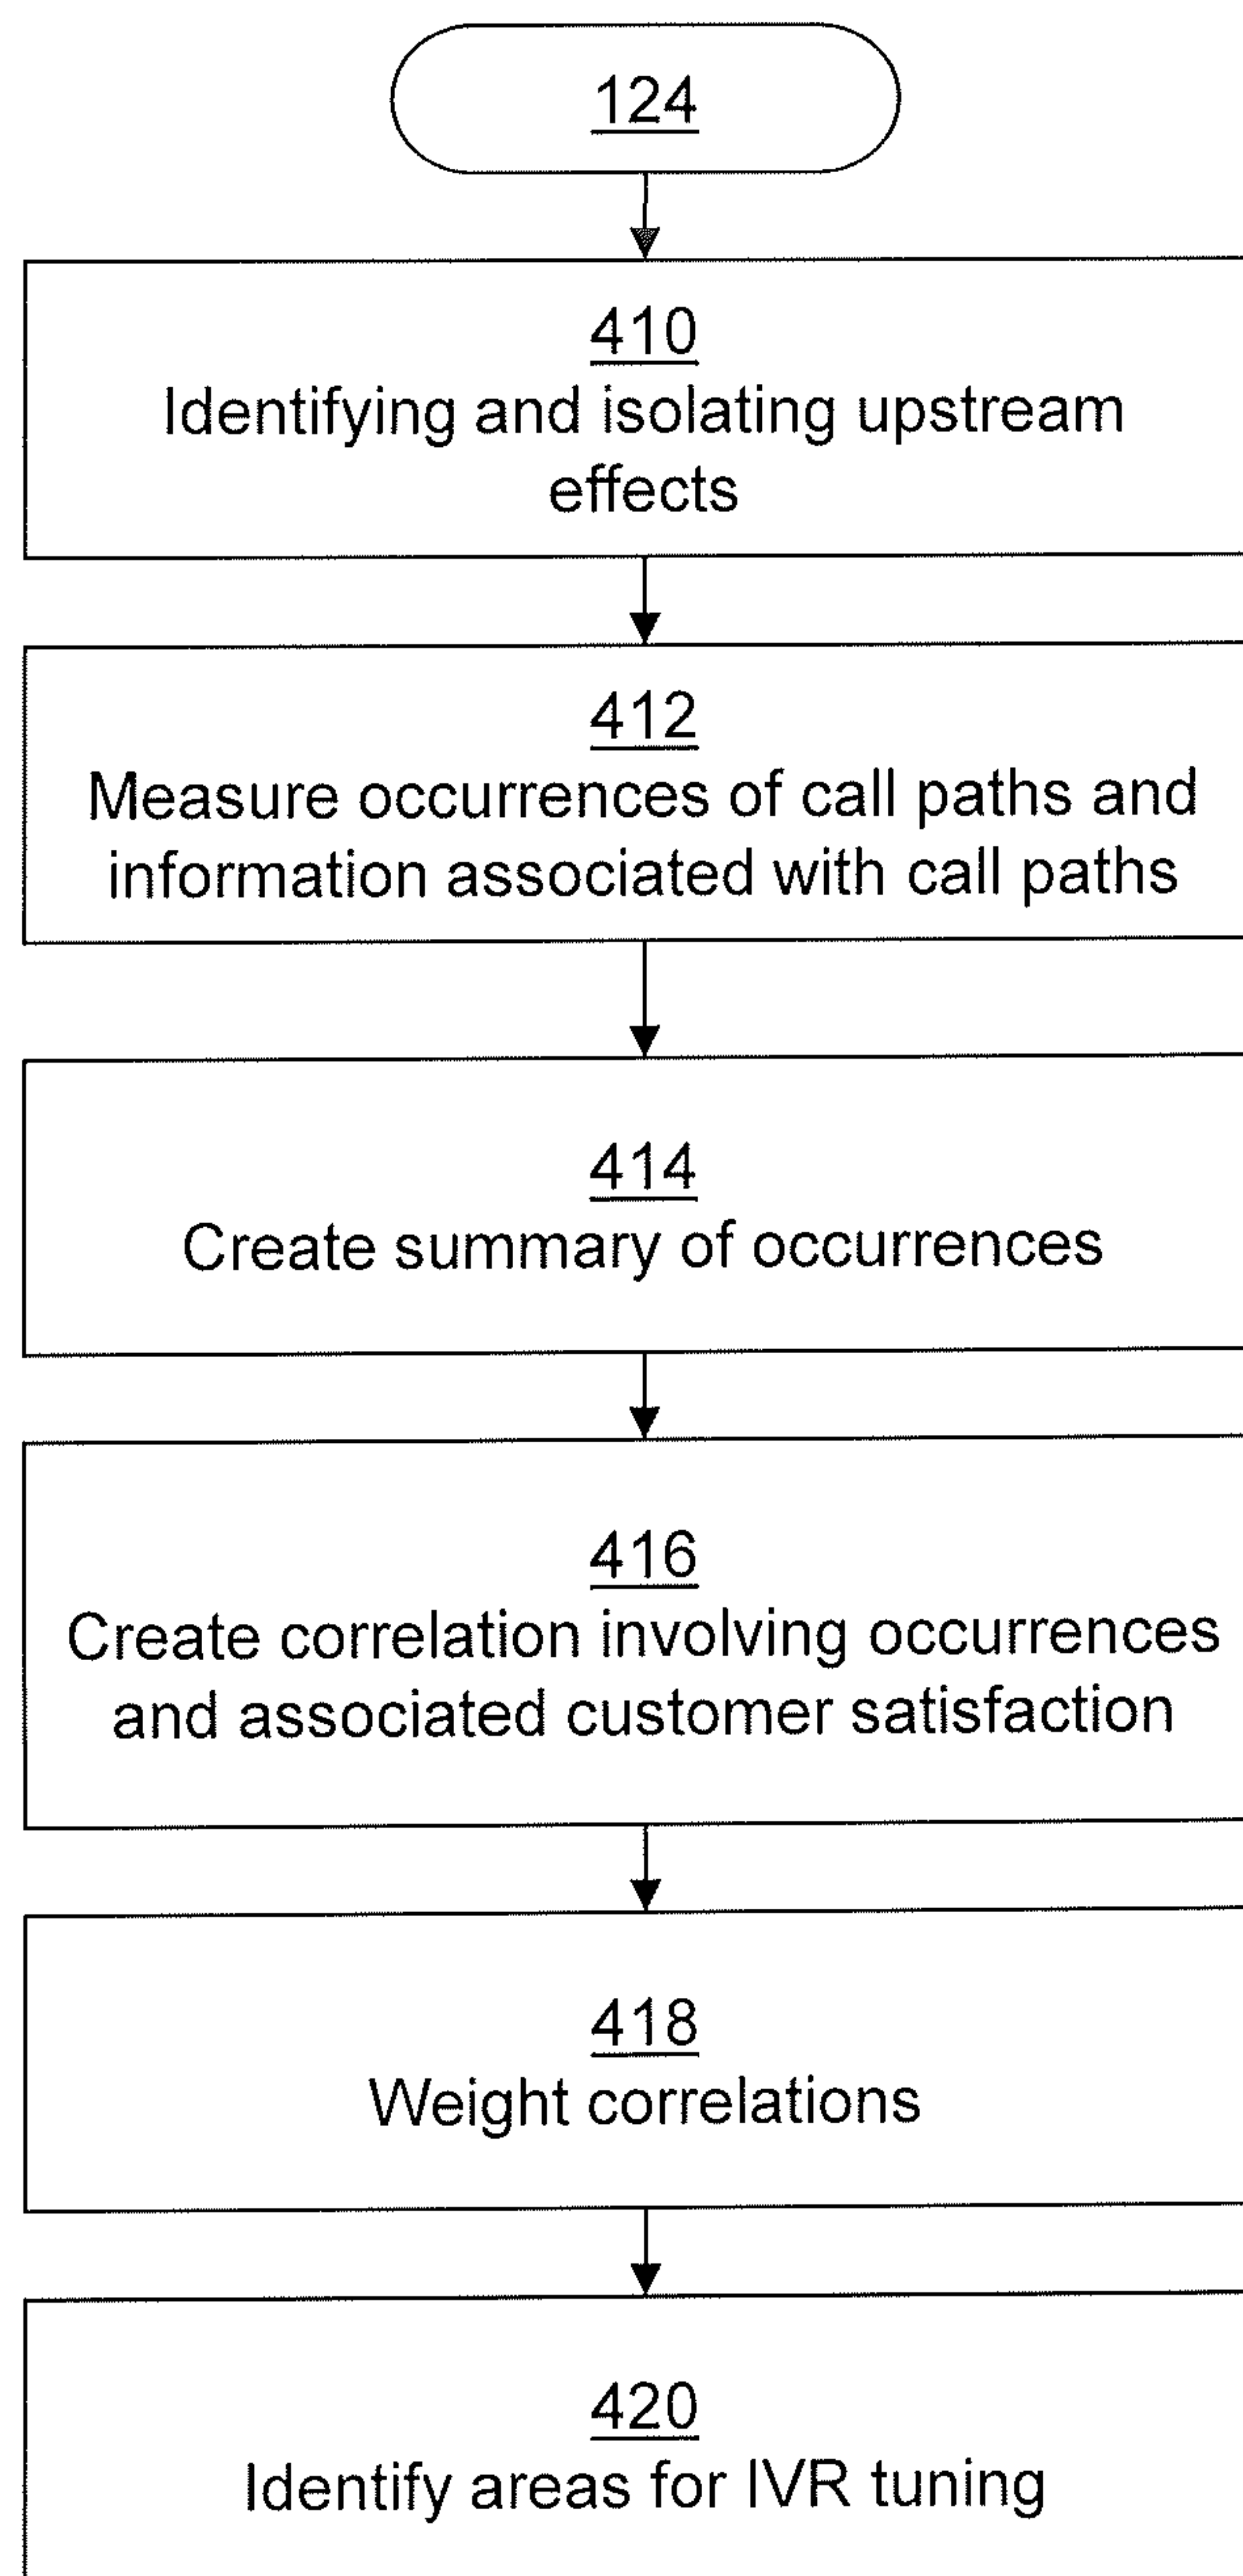 124
410
Identifying and isolating upstream
effects
412
Measure occurrences of call paths and
information associated with call paths
414
Create summary of occurrences
416
Create correlation involving occurrences
and associated customer satisfaction
418
Weight correlations
420
Identify areas for IVR tuning